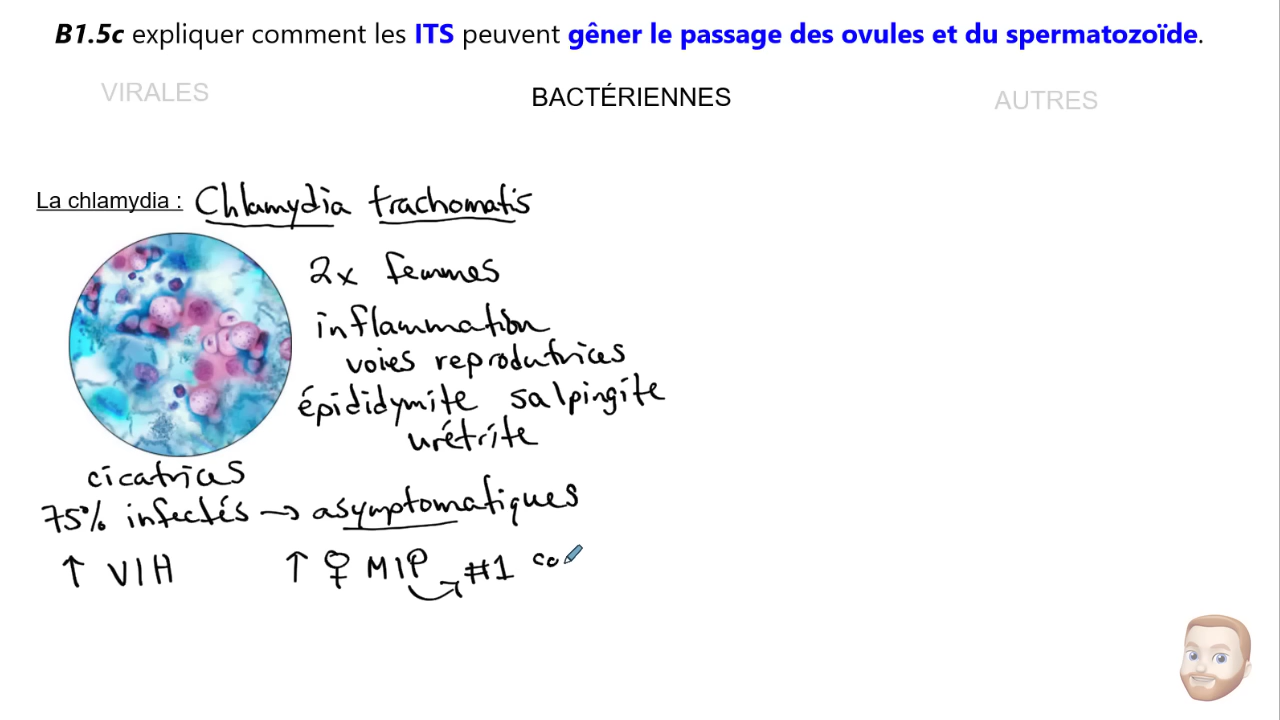 B1.5c expliquer comment les ITS peuvent gêner le passage des ovules et du spermatozoïde.
VIRALES
BACTÉRIENNES
AUTRES
La chlamydia : Chlamydia trachomatis
2x femmes
inflammation
voies reprodutrices
épididymite salpingite
urétrite
cicatrices
75% infectés → asymptomatiques
↑ VIH ↑ ♀ MIP → #1